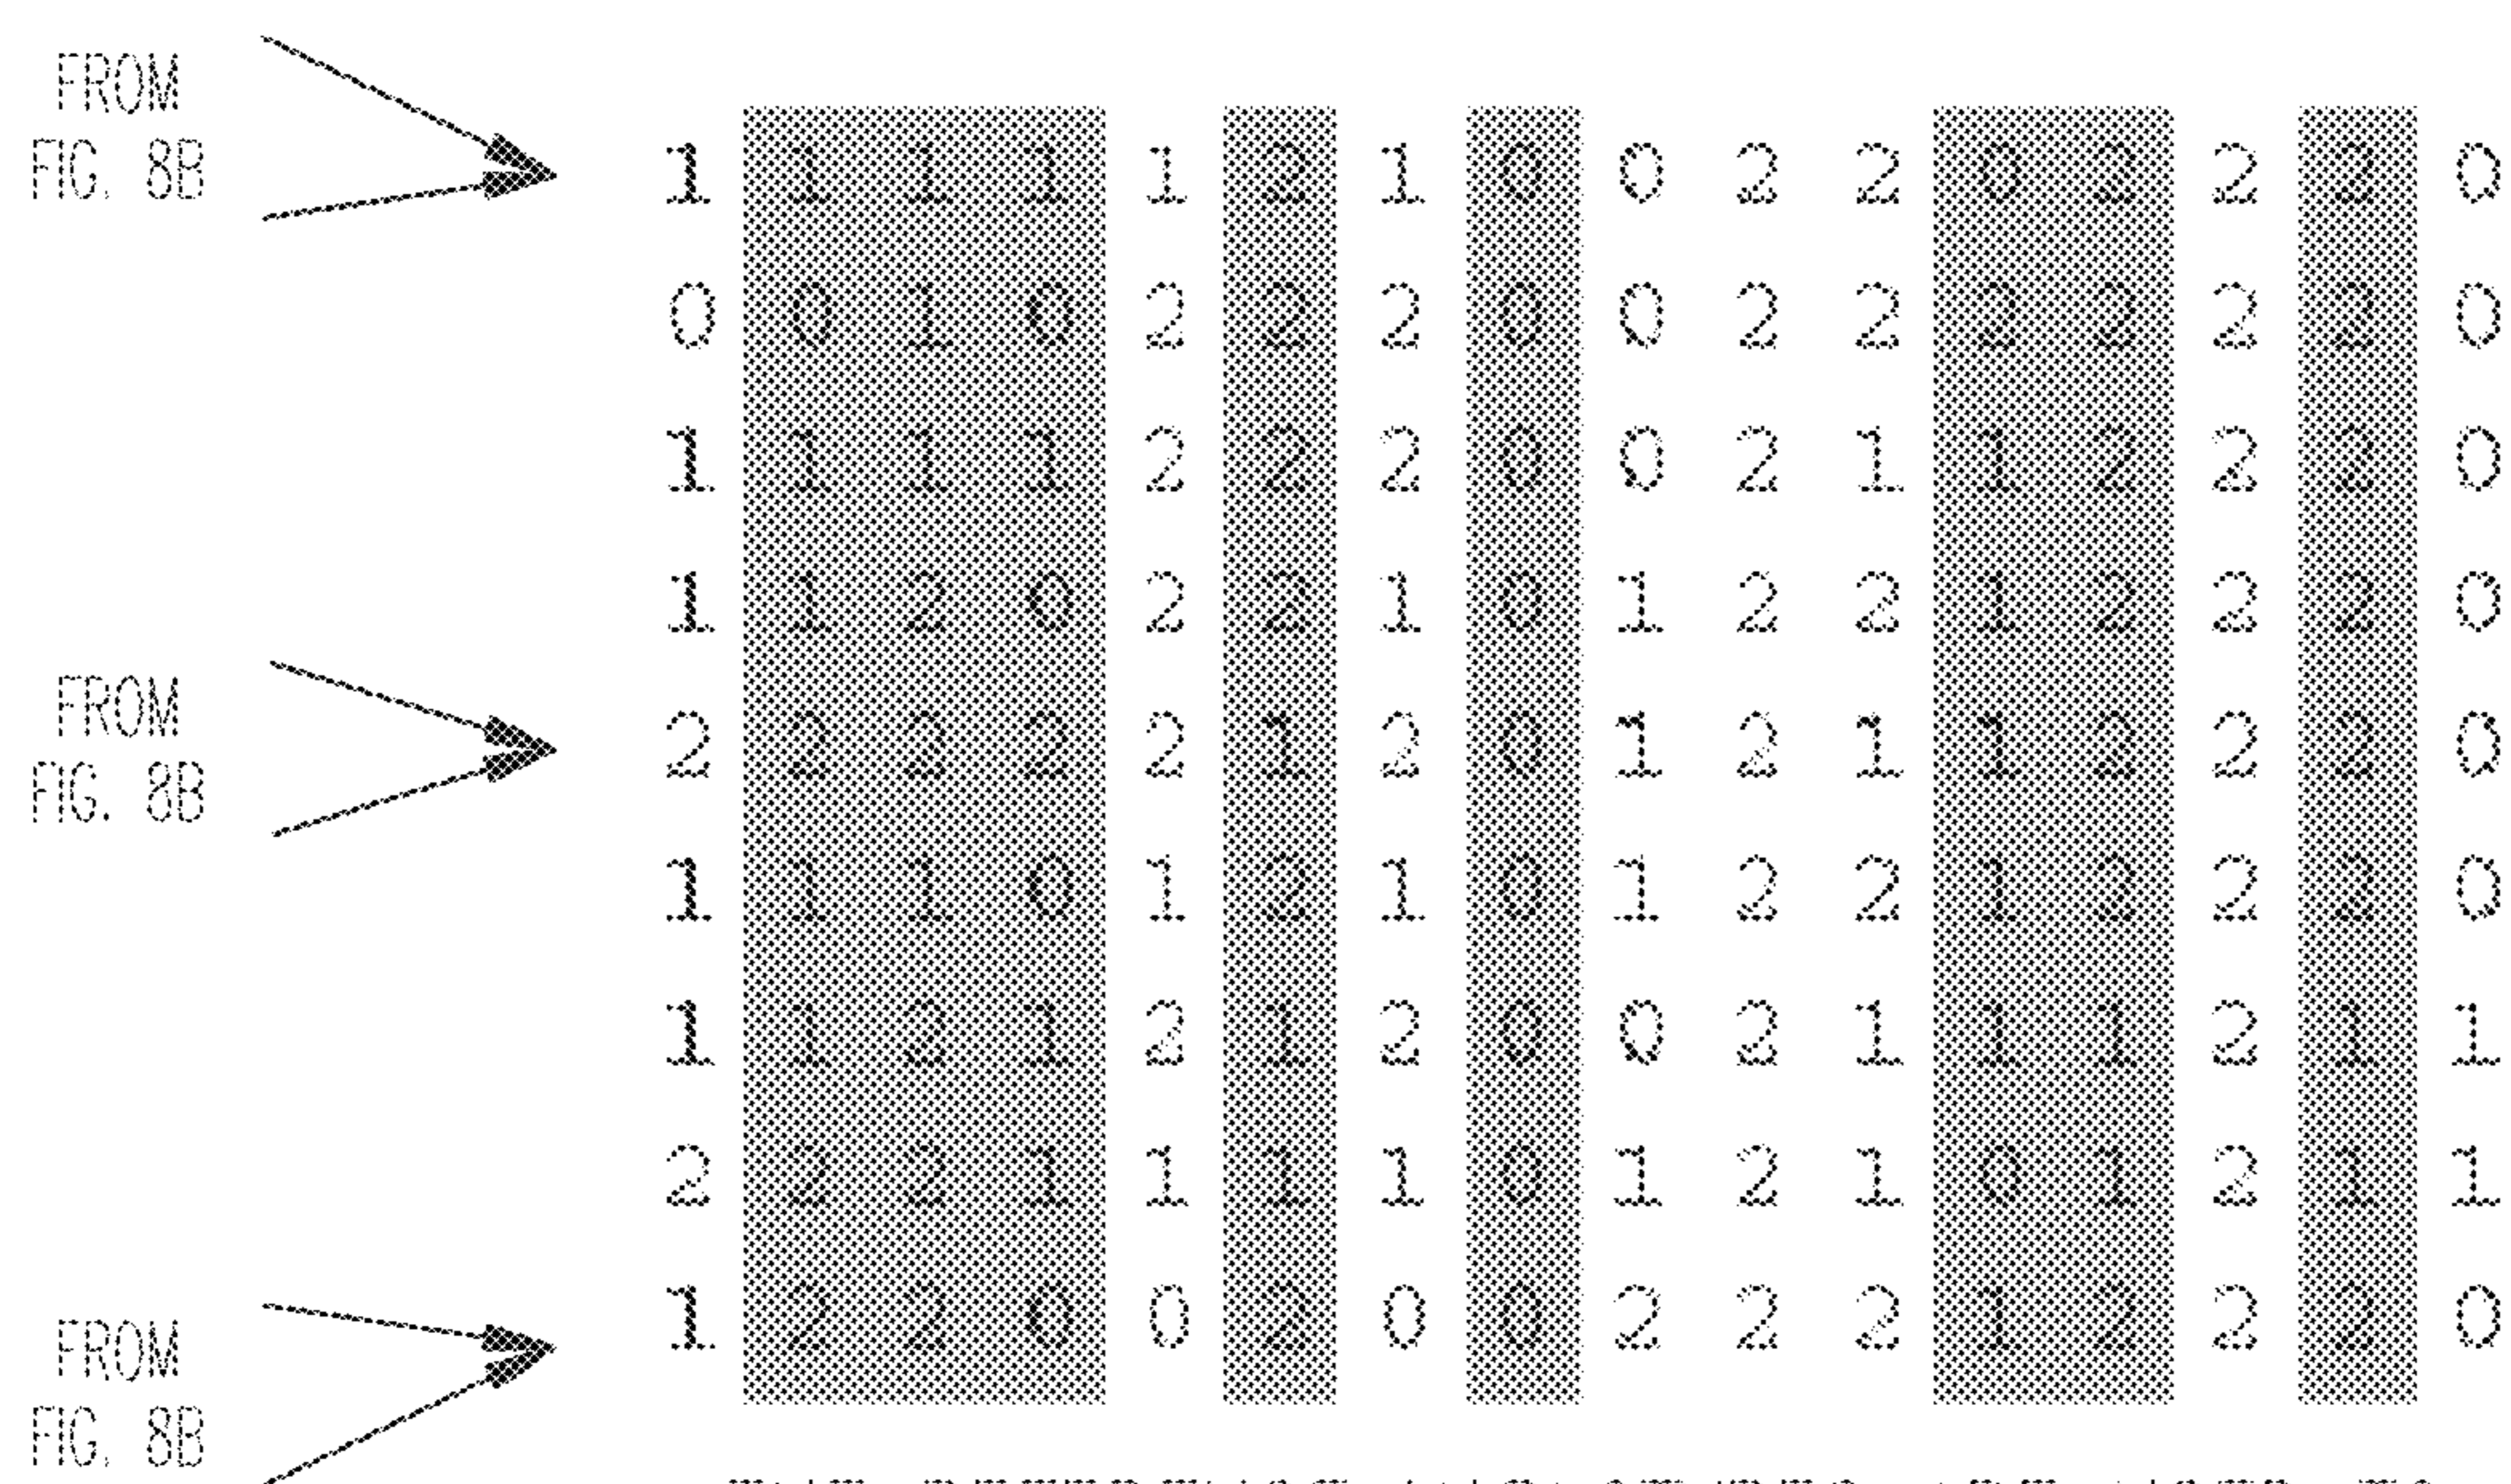 FROM
FIG. 8B
1 1 1 1 1 2 1 0 0 2 2 0 2 2 2 0
0 0 1 0 2 2 2 0 0 2 2 2 2 2 2 0
1 1 1 1 2 2 2 0 0 2 1 1 2 2 2 0
1 1 2 0 2 2 1 0 1 2 2 1 2 2 2 0
FROM
FIG. 8B
2 2 2 2 2 1 2 0 1 2 1 1 2 2 2 0
1 1 1 0 1 2 1 0 1 2 2 1 2 2 2 0
1 1 2 1 2 1 2 0 0 2 1 1 1 2 1 1
2 2 2 1 1 1 1 0 1 2 1 0 1 2 1 1
FROM
FIG. 8B
1 2 2 0 0 2 0 0 2 2 2 1 2 2 2 0